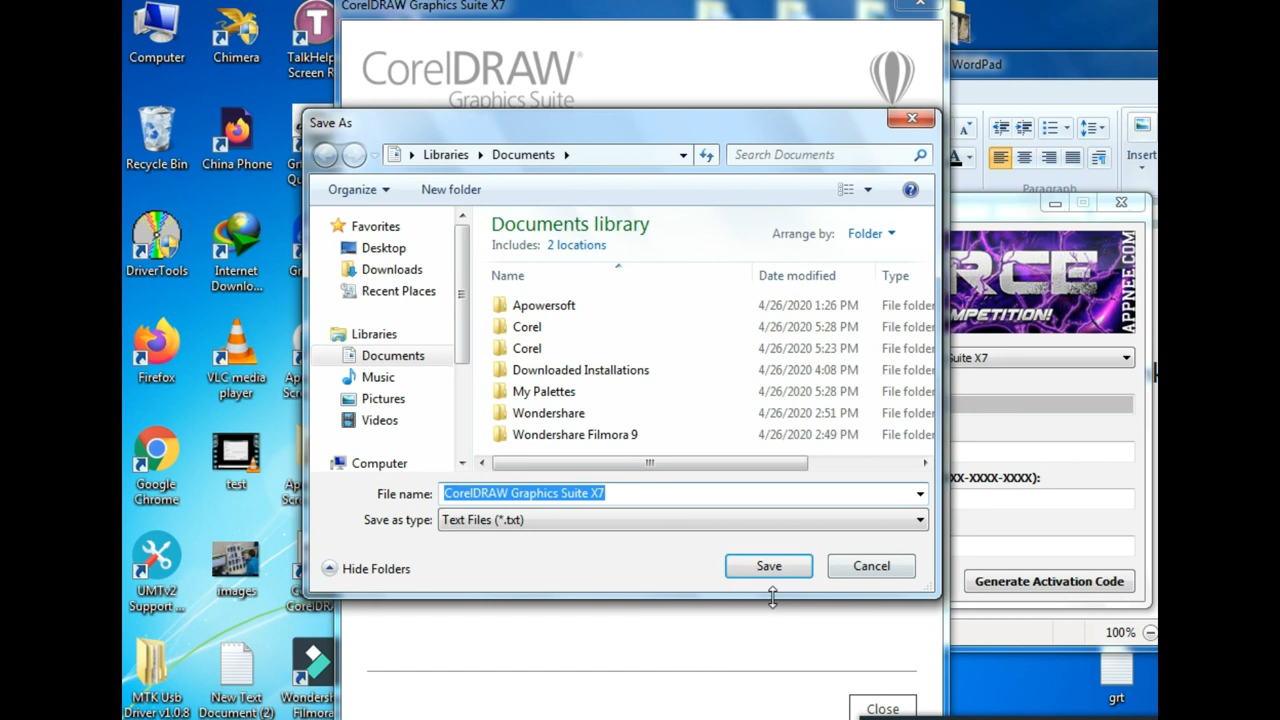 CorelDRAW Graphics Suite X7
CorelDRAW®
Graphics Suite
Save As
Libraries
Documents
Search Documents
Organize
New folder
Favorites
Desktop
Downloads
Recent Places
Libraries
Documents
Music
Pictures
Videos
Computer
Documents library
Includes: 2 locations
Arrange by:
Folder
Name
Date modified
Type
Apowersoft
4/26/2020 1:26 PM
File folder
Corel
4/26/2020 5:28 PM
File folder
Corel
4/26/2020 5:23 PM
File folder
Downloaded Installations
4/26/2020 4:08 PM
File folder
My Palettes
4/26/2020 5:28 PM
File folder
Wondershare
4/26/2020 2:51 PM
File folder
Wondershare Filmora 9
4/26/2020 2:49 PM
File folder
File name:
CorelDRAW Graphics Suite X7
Save as type:
Text Files (*.txt)
Hide Folders
Save
Cancel
Close
Computer
Chimera
TalkHelp
Screen R
Recycle Bin
China Phone
DriverTools
Internet
Downlo...
Firefox
VLC media
player
Google
Chrome
test
UMTv2
Support ...
images
CorelDRA
MTK Usb
Driver v1.0.8
New Text
Document (2)
Wondersh
Filmora
WordPad
Insert
Paragraph
RCE
MPETITION!
APPNEE.COM
Suite X7
XX-XXXX-XXXX):
Generate Activation Code
100%
grt